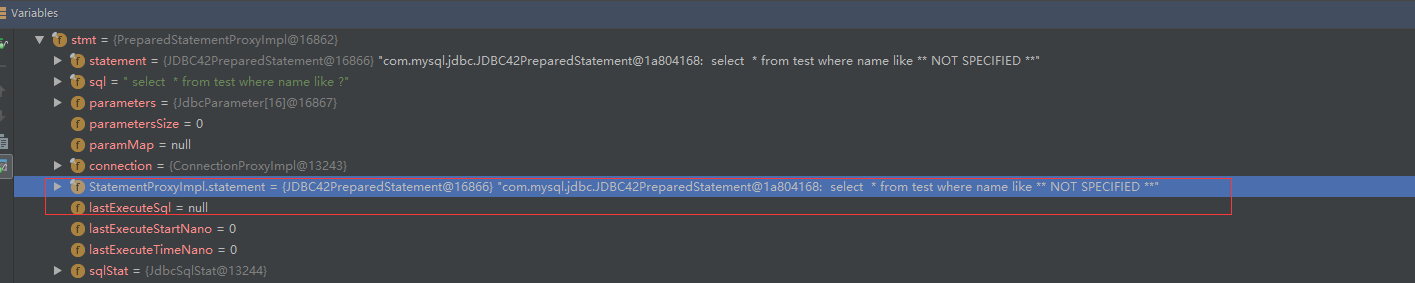 Variables
stmt = {PreparedStatementProxyImpl@16862}
f statement = {JDBC42PreparedStatement@16866} "com.mysql.jdbc.JDBC42PreparedStatement@1a804168: select * from test where name like ** NOT SPECIFIED **"
f sql = " select * from test where name like ?"
f parameters = {JdbcParameter[16]@16867}
f parametersSize = 0
f paramMap = null
f connection = {ConnectionProxyImpl@13243}
f StatementProxyImpl.statement = {JDBC42PreparedStatement@16866} "com.mysql.jdbc.JDBC42PreparedStatement@1a804168: select * from test where name like ** NOT SPECIFIED **"
f lastExecuteSql = null
f lastExecuteStartNano = 0
f lastExecuteTimeNano = 0
f sqlStat = {JdbcSqlStat@13244}